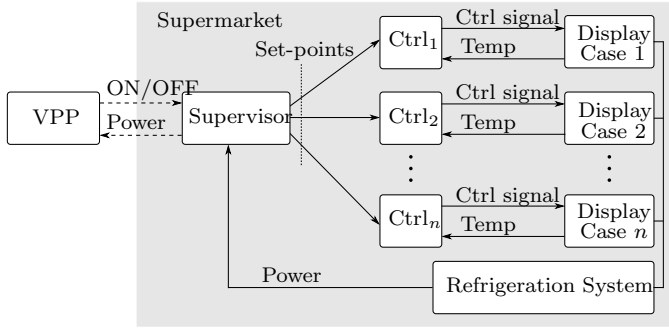 Supermarket
Set-points
ON/OFF
VPP
Power
Supervisor
Ctrl1
Ctrl signal
Temp
Display
Case 1
Ctrl2
Ctrl signal
Temp
Display
Case 2
Ctrln
Ctrl signal
Temp
Display
Case n
Power
Refrigeration System